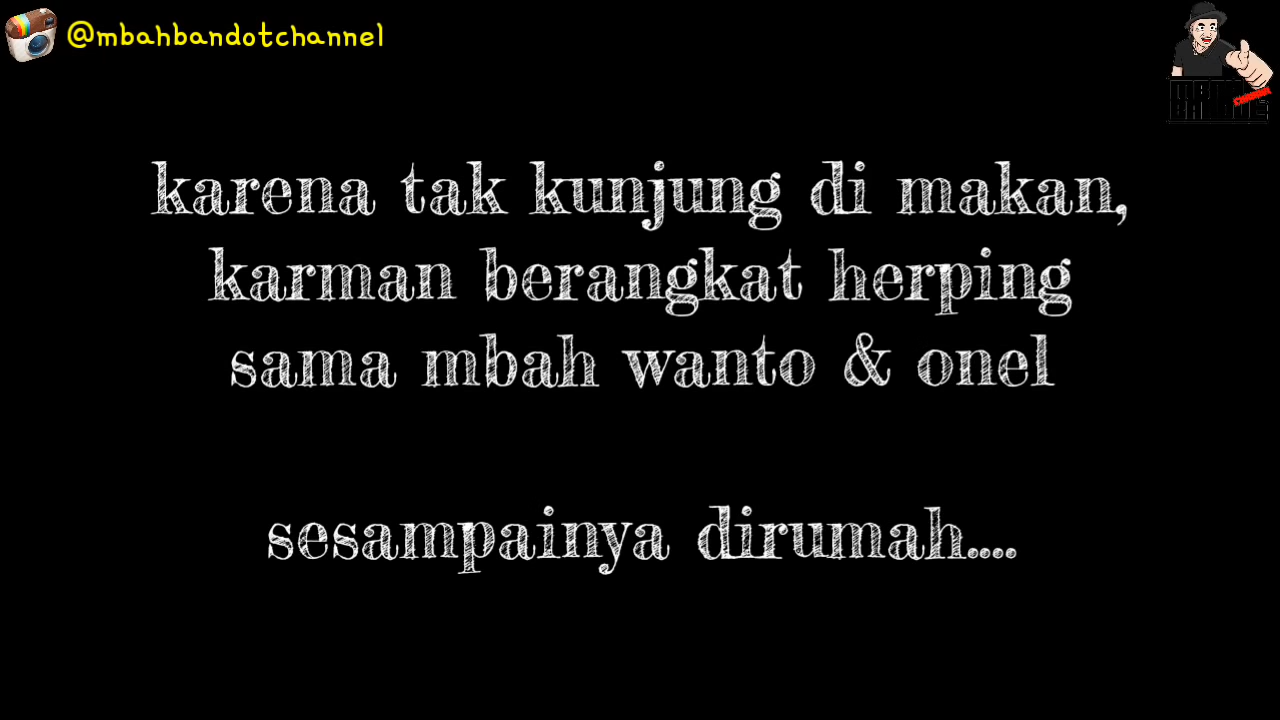 @mbahbandotchannel
karena tak kunjung di makan,
karman berangkat herping
sama mbah wanto & onel
sesampainya dirumah....